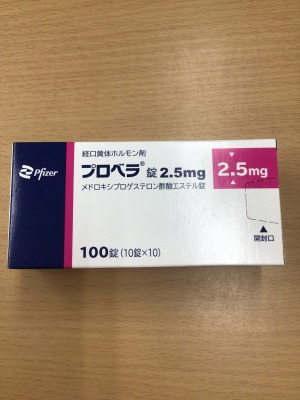 Pfizer
経口黄体ホルモン剤
プロベラ® 錠 2.5mg
メドロキシプロゲステロン酢酸エステル錠
100錠 (10錠×10)
2.5mg
開封口